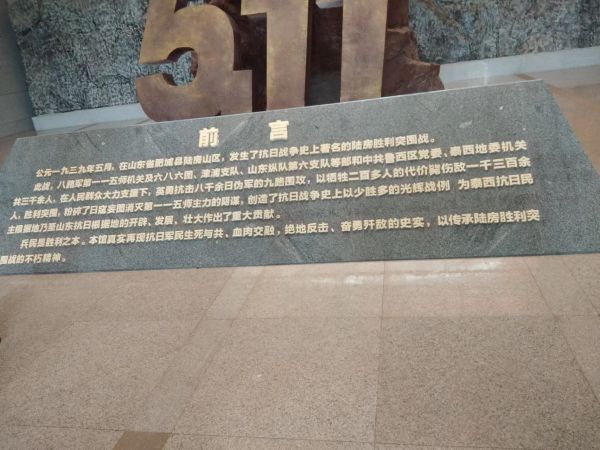 511
前言
公元一九三九年五月,在山东省肥城县陆房山区,发生了抗日战争史上著名的陆房胜利突围战。
此战,八路军第一一五师机关及六八六团、津浦支队、山东纵队第六支队等部和中共鲁西区党委、泰西地委机关
共三千余人,在人民群众大力支援下,英勇抗击八千余日伪军的九路围攻,以牺牲二百多人的代价毙伤敌一千三百余
人,胜利突围,粉碎了日寇妄图消灭第一一五师主力的阴谋,创造了抗日战争史上以少胜多的光辉战例 为泰西抗日民
主根据地乃至山东抗日根据地的开辟、发展、壮大作出了重大贡献。
兵民是胜利之本。本馆真实再现抗日军民生死与共、血肉交融,绝地反击、奋勇歼敌的史实,以传承陆房胜利突
围战的不朽精神。